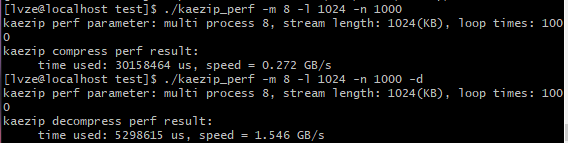 [lvze@localhost test]$ ./kaezip_perf -m 8 -l 1024 -n 1000
kaezip perf parameter: multi process 8, stream length: 1024(KB), loop times: 100
0
kaezip compress perf result:
     time used: 30158464 us, speed = 0.272 GB/s
[lvze@localhost test]$ ./kaezip_perf -m 8 -l 1024 -n 1000 -d
kaezip perf parameter: multi process 8, stream length: 1024(KB), loop times: 100
0
kaezip decompress perf result:
     time used: 5298615 us, speed = 1.546 GB/s